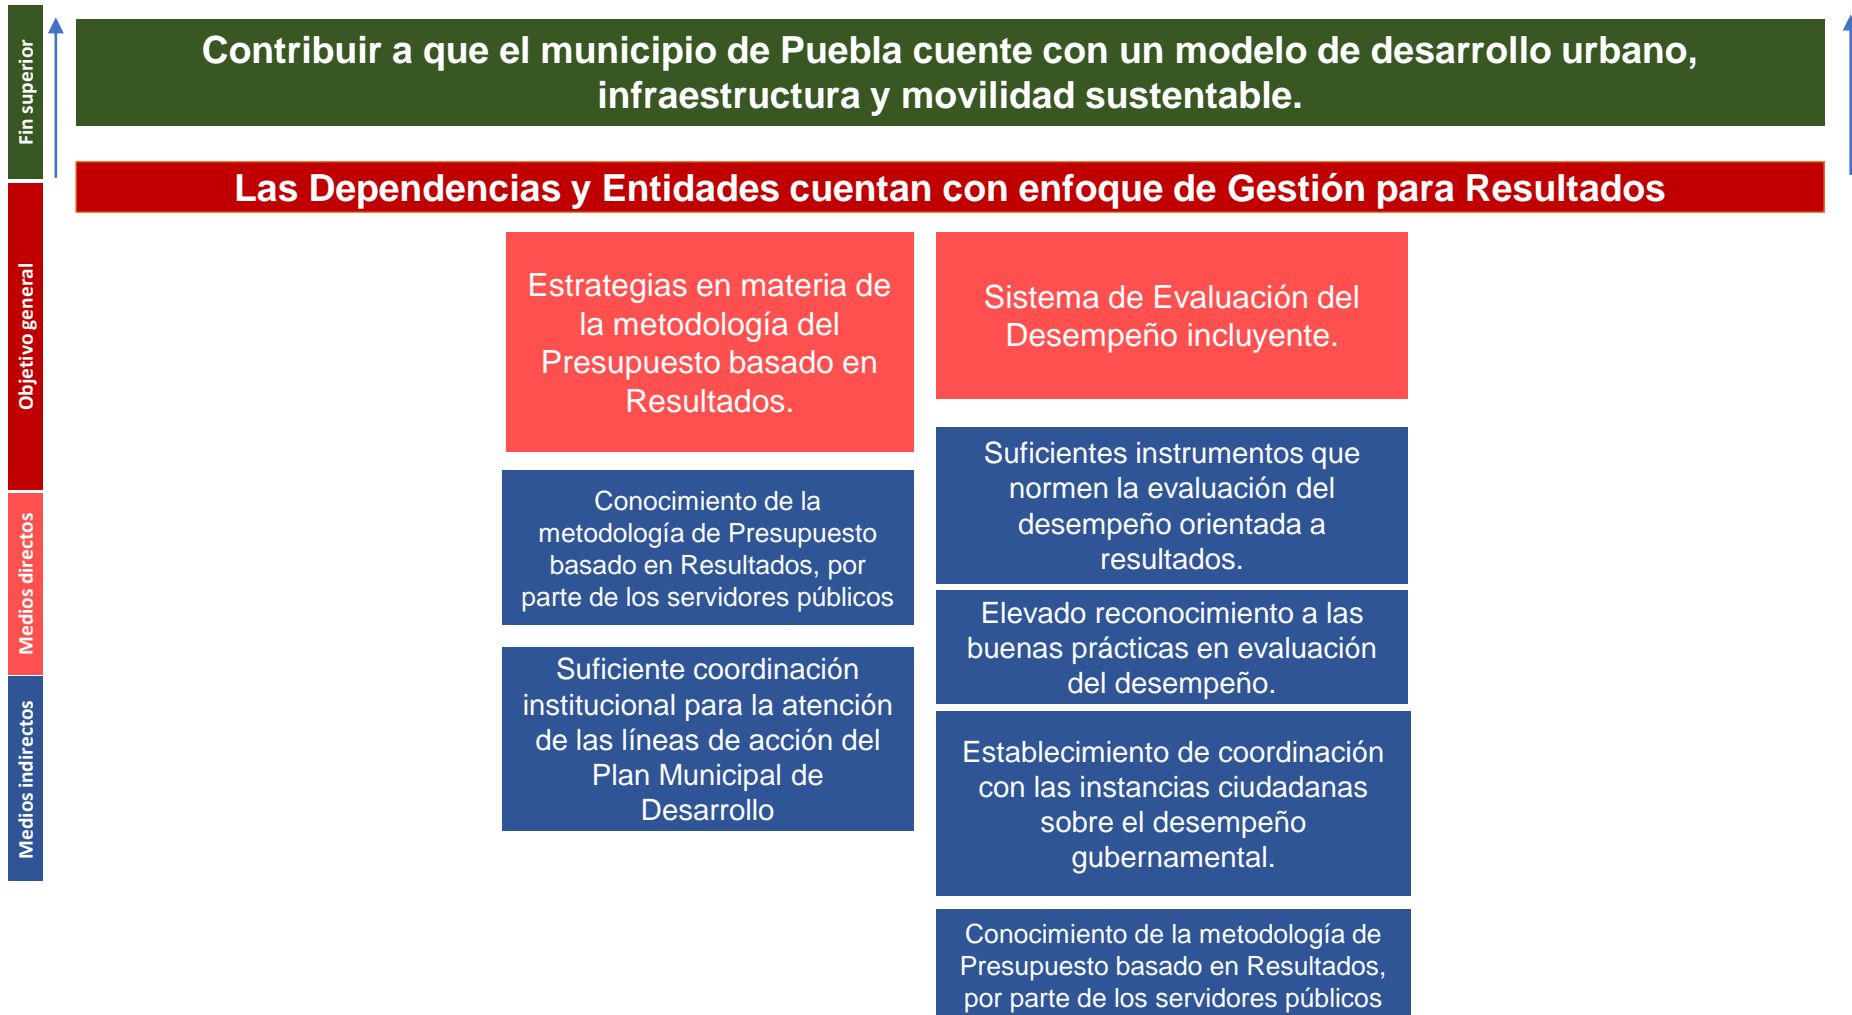 Fin superior
Contribuir a que el municipio de Puebla cuente con un modelo de desarrollo urbano,
infraestructura y movilidad sustentable.
Objetivo general
Las Dependencias y Entidades cuentan con enfoque de Gestión para Resultados
Medios directos
Estrategias en materia de
la metodología del
Presupuesto basado en
Resultados.
Sistema de Evaluación del
Desempeño incluyente.
Medios indirectos
Conocimiento de la
metodología de Presupuesto
basado en Resultados, por
parte de los servidores públicos
Suficiente coordinación
institucional para la atención
de las líneas de acción del
Plan Municipal de
Desarrollo
Suficientes instrumentos que
normen la evaluación del
desempeño orientada a
resultados.
Elevado reconocimiento a las
buenas prácticas en evaluación
del desempeño.
Establecimiento de coordinación
con las instancias ciudadanas
sobre el desempeño
gubernamental.
Conocimiento de la metodología de
Presupuesto basado en Resultados,
por parte de los servidores públicos